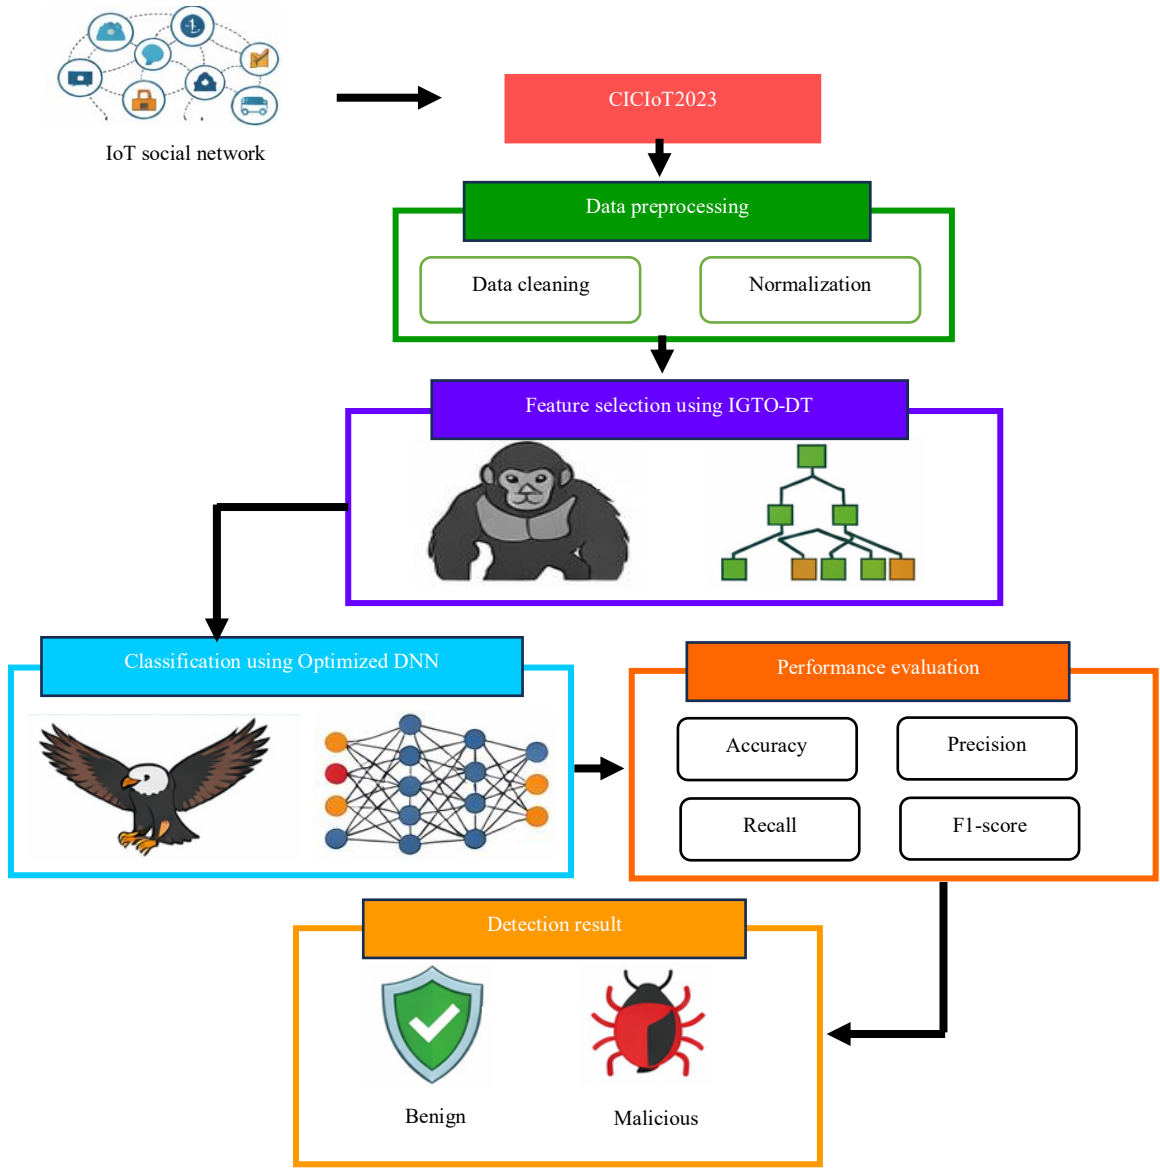 IoT social network
CICIoT2023
Data preprocessing
Data cleaning
Normalization
Feature selection using IGTO-DT
Classification using Optimized DNN
Performance evaluation
Accuracy
Precision
Recall
F1-score
Detection result
Benign
Malicious